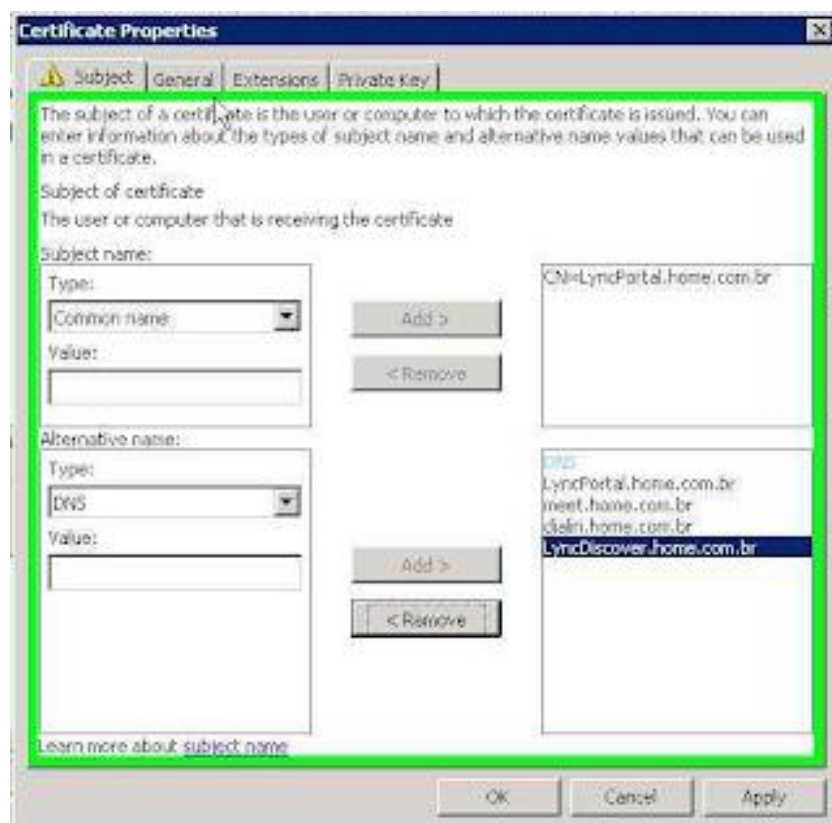 Certificate Properties
Subject General Extensions Private Key
The subject of a certificate is the user or computer to which the certificate is issued. You can
enter information about the types of subject name and alternative name values that can be used
in a certificate.
Subject of certificate
The user or computer that is receiving the certificate
Subject name:
Type:
Common name
Value:
Add >
< Remove
CN=LyncPortal.home.com.br
Alternative name:
Type:
DNS
Value:
Add >
< Remove
DNS
LyncPortal.home.com.br
meet.home.com.br
dialin.home.com.br
LyncDiscover.home.com.br
Learn more about subject name
OK Cancel Apply